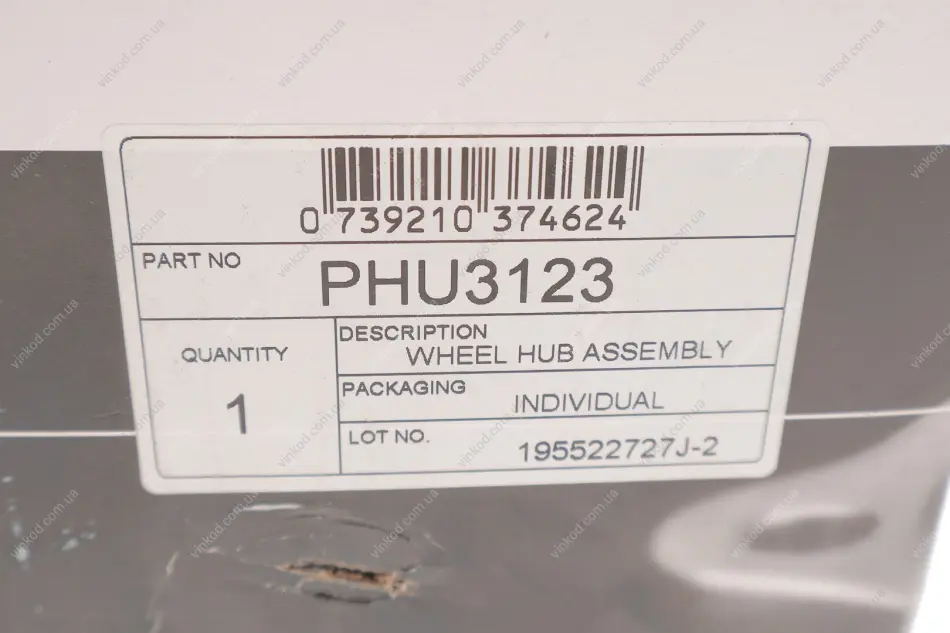 0 739210 374624
PART NO
PHU3123
QUANTITY
1
DESCRIPTION
WHEEL HUB ASSEMBLY
PACKAGING
INDIVIDUAL
LOT NO.
195522727J-2
vinkod.com.ua